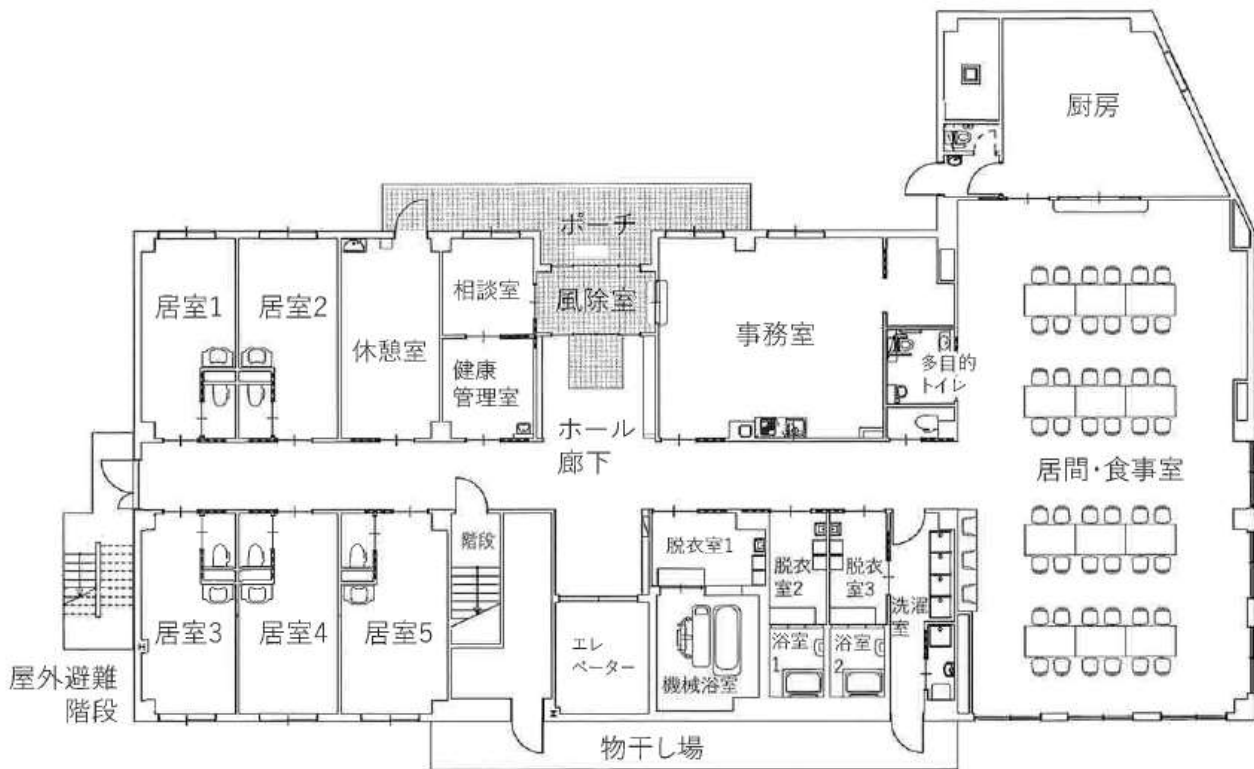 厨房
ポーチ
居室1
居室2
休憩室
相談室
風除室
事務室
健康
管理室
多目的
トイレ
ホール
廊下
居間・食事室
階段
脱衣室1
脱衣
室2
脱衣
室3
洗濯
室
居室3
居室4
居室5
エレ
ベーター
機械浴室
浴室
1
浴室
2
屋外避難
階段
物干し場